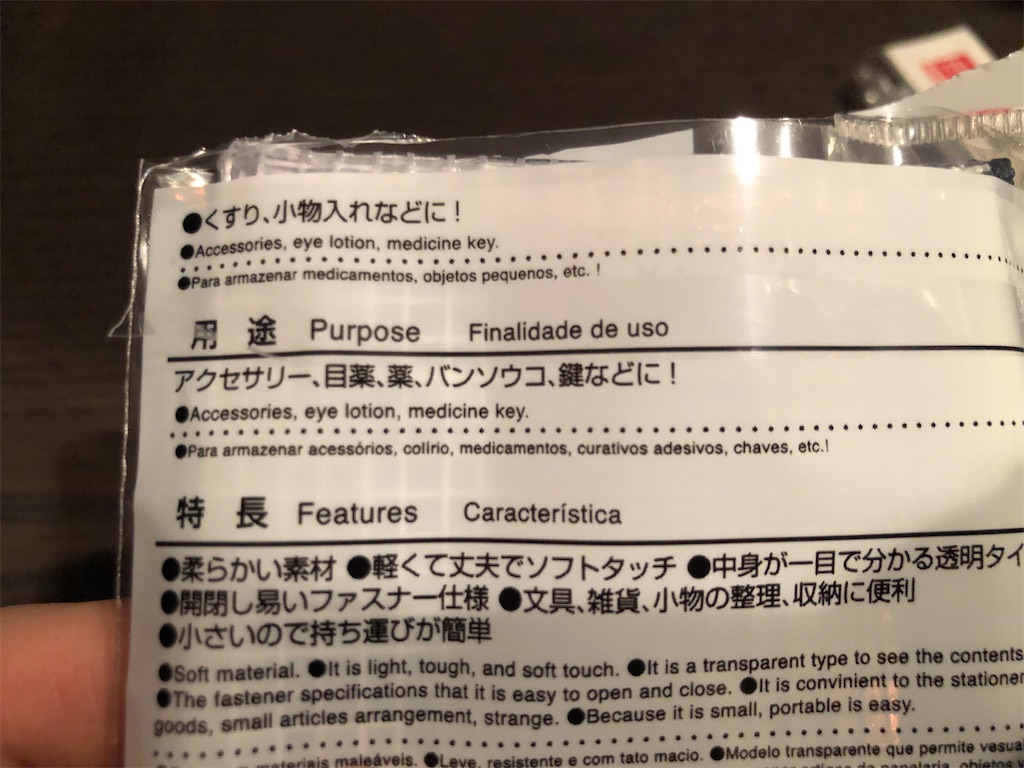 ●くすり、小物入れなどに！
●Accessories, eye lotion, medicine key.
●Para armazenar medicamentos, objetos pequenos, etc. !
用 途 Purpose Finalidade de uso
アクセサリー、目薬、薬、バンソウコ、鍵などに！
●Accessories, eye lotion, medicine key.
●Para armazenar acessórios, colírio, medicamentos, curativos adesivos, chaves, etc.!
特 長 Features Característica
●柔らかい素材 ●軽くて丈夫でソフトタッチ ●中身が一目で分かる透明タイ
●開閉し易いファスナー仕様 ●文具、雑貨、小物の整理、収納に便利
●小さいので持ち運びが簡単
●Soft material. ●It is light, tough, and soft touch. ●It is a transparent type to see the contents
●The fastener specifications that it is easy to open and close. ●It is convinient to the stationer
goods, small articles arrangement, strange. ●Because it is small, portable is easy.
materiais maleáveis. ●Leve, resistente e com tato macio. ●Modelo transparente que permite